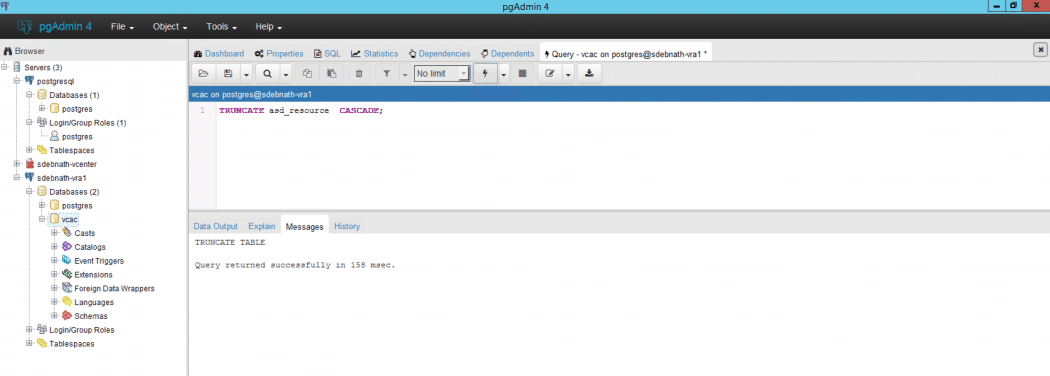 pgAdmin 4
pgAdmin 4 File Object Tools Help
Browser
Servers (3)
postgresql
Databases (1)
postgres
Login/Group Roles (1)
postgres
Tablespaces
sdebnath-vcenter
sdebnath-vra1
Databases (2)
postgres
vcac
Casts
Catalogs
Event Triggers
Extensions
Foreign Data Wrappers
Languages
Schemas
Login/Group Roles
Tablespaces
Dashboard Properties SQL Statistics Dependencies Dependents Query - vcac on postgres@sdebnath-vra1 *
No limit
vcac on postgres@sdebnath-vra1
1 TRUNCATE asd_resource CASCADE;
Data Output Explain Messages History
TRUNCATE TABLE
Query returned successfully in 158 msec.